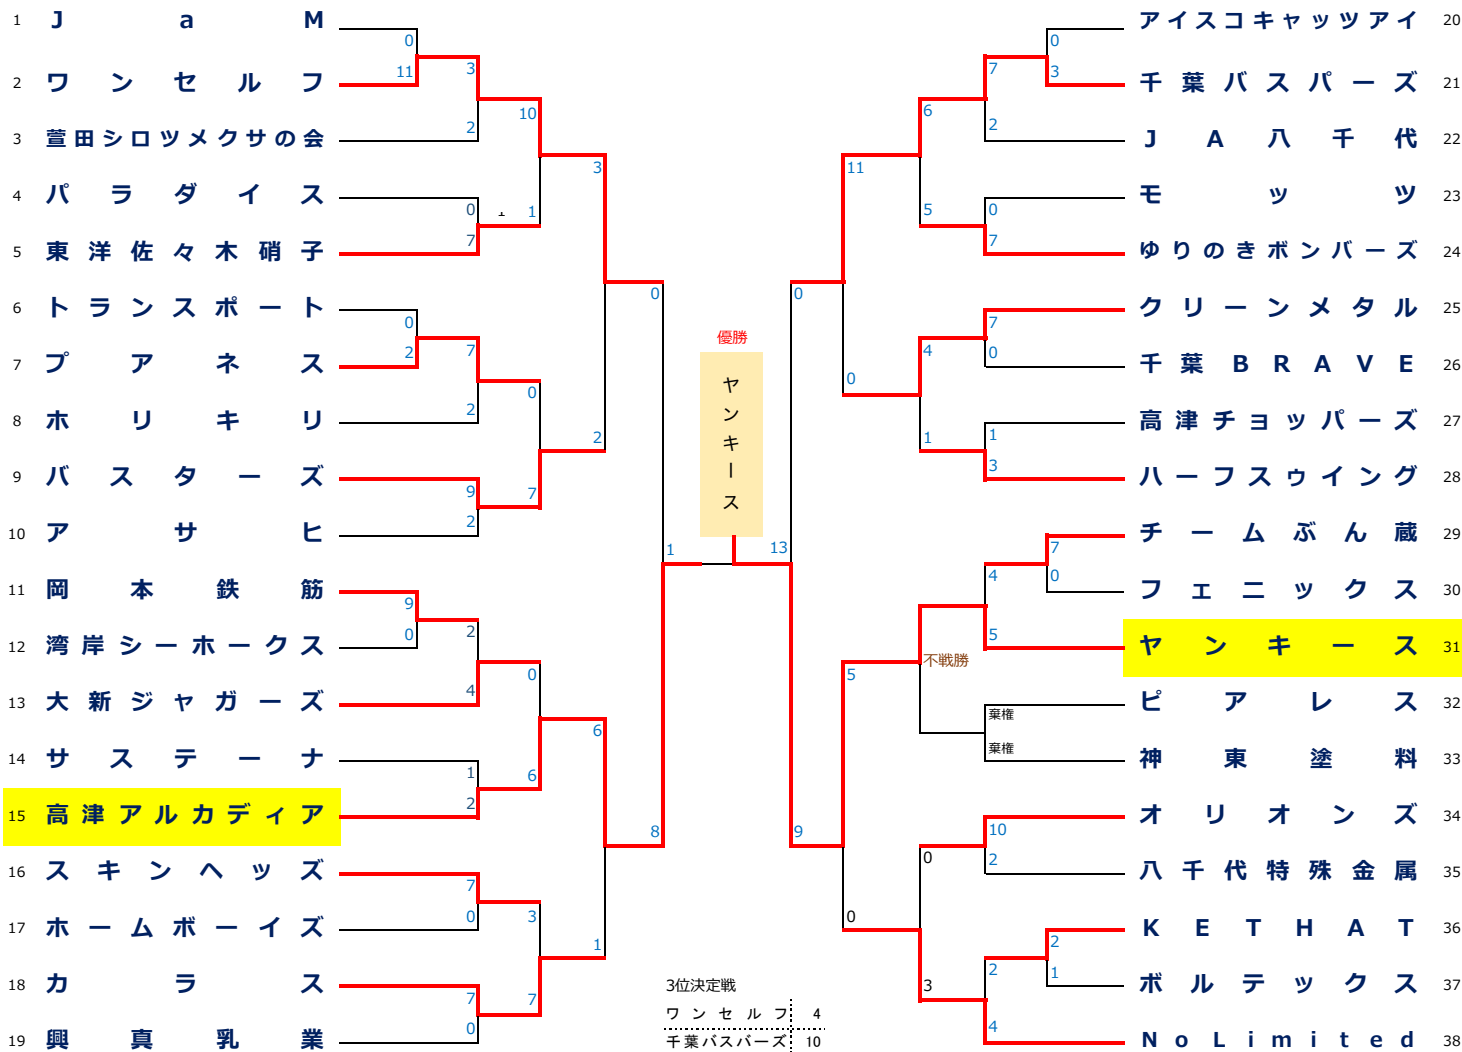 1 JaM
0
11
2 ワンセルフ
3
2
3 萱田シロツメクサの会
10
1
4 パラダイス
0
7
5 東洋佐々木硝子
3
6 トランスポート
0
2
7 プアネス
7
2
8 ホリキリ
0
7
9 バスターズ
9
2
10 アサヒ
2
0
11 岡本鉄筋
9
0
12 湾岸シーホークス
2
4
13 大新ジャガーズ
0
6
14 サステーナ
1
2
15 高津アルカディア
6
16 スキンヘッズ
7
0
17 ホームボーイズ
3
7
18 カラス
7
0
19 興真乳業
1
8
1
優勝
ヤンキース
13
3位決定戦
ワンセルフ 4
千葉バスパーズ 10
アイスコキャッツアイ 20
0
3
千葉バスパーズ 21
7
2
JA八千代 22
6
5
モッツ 23
0
7
ゆりのきボンバーズ 24
11
クリーンメタル 25
7
0
千葉BRAVE 26
4
1
高津チョッパーズ 27
1
3
ハーフスゥイング 28
0
0
チームぶん蔵 29
7
0
フェニックス 30
4
5
ヤンキース 31
不戦勝
ピアレス 32
棄権
棄権
神東塗料 33
5
オリオンズ 34
10
2
八千代特殊金属 35
0
3
KETHAT 36
2
1
ボルテックス 37
2
4
NoLimited 38
0
9